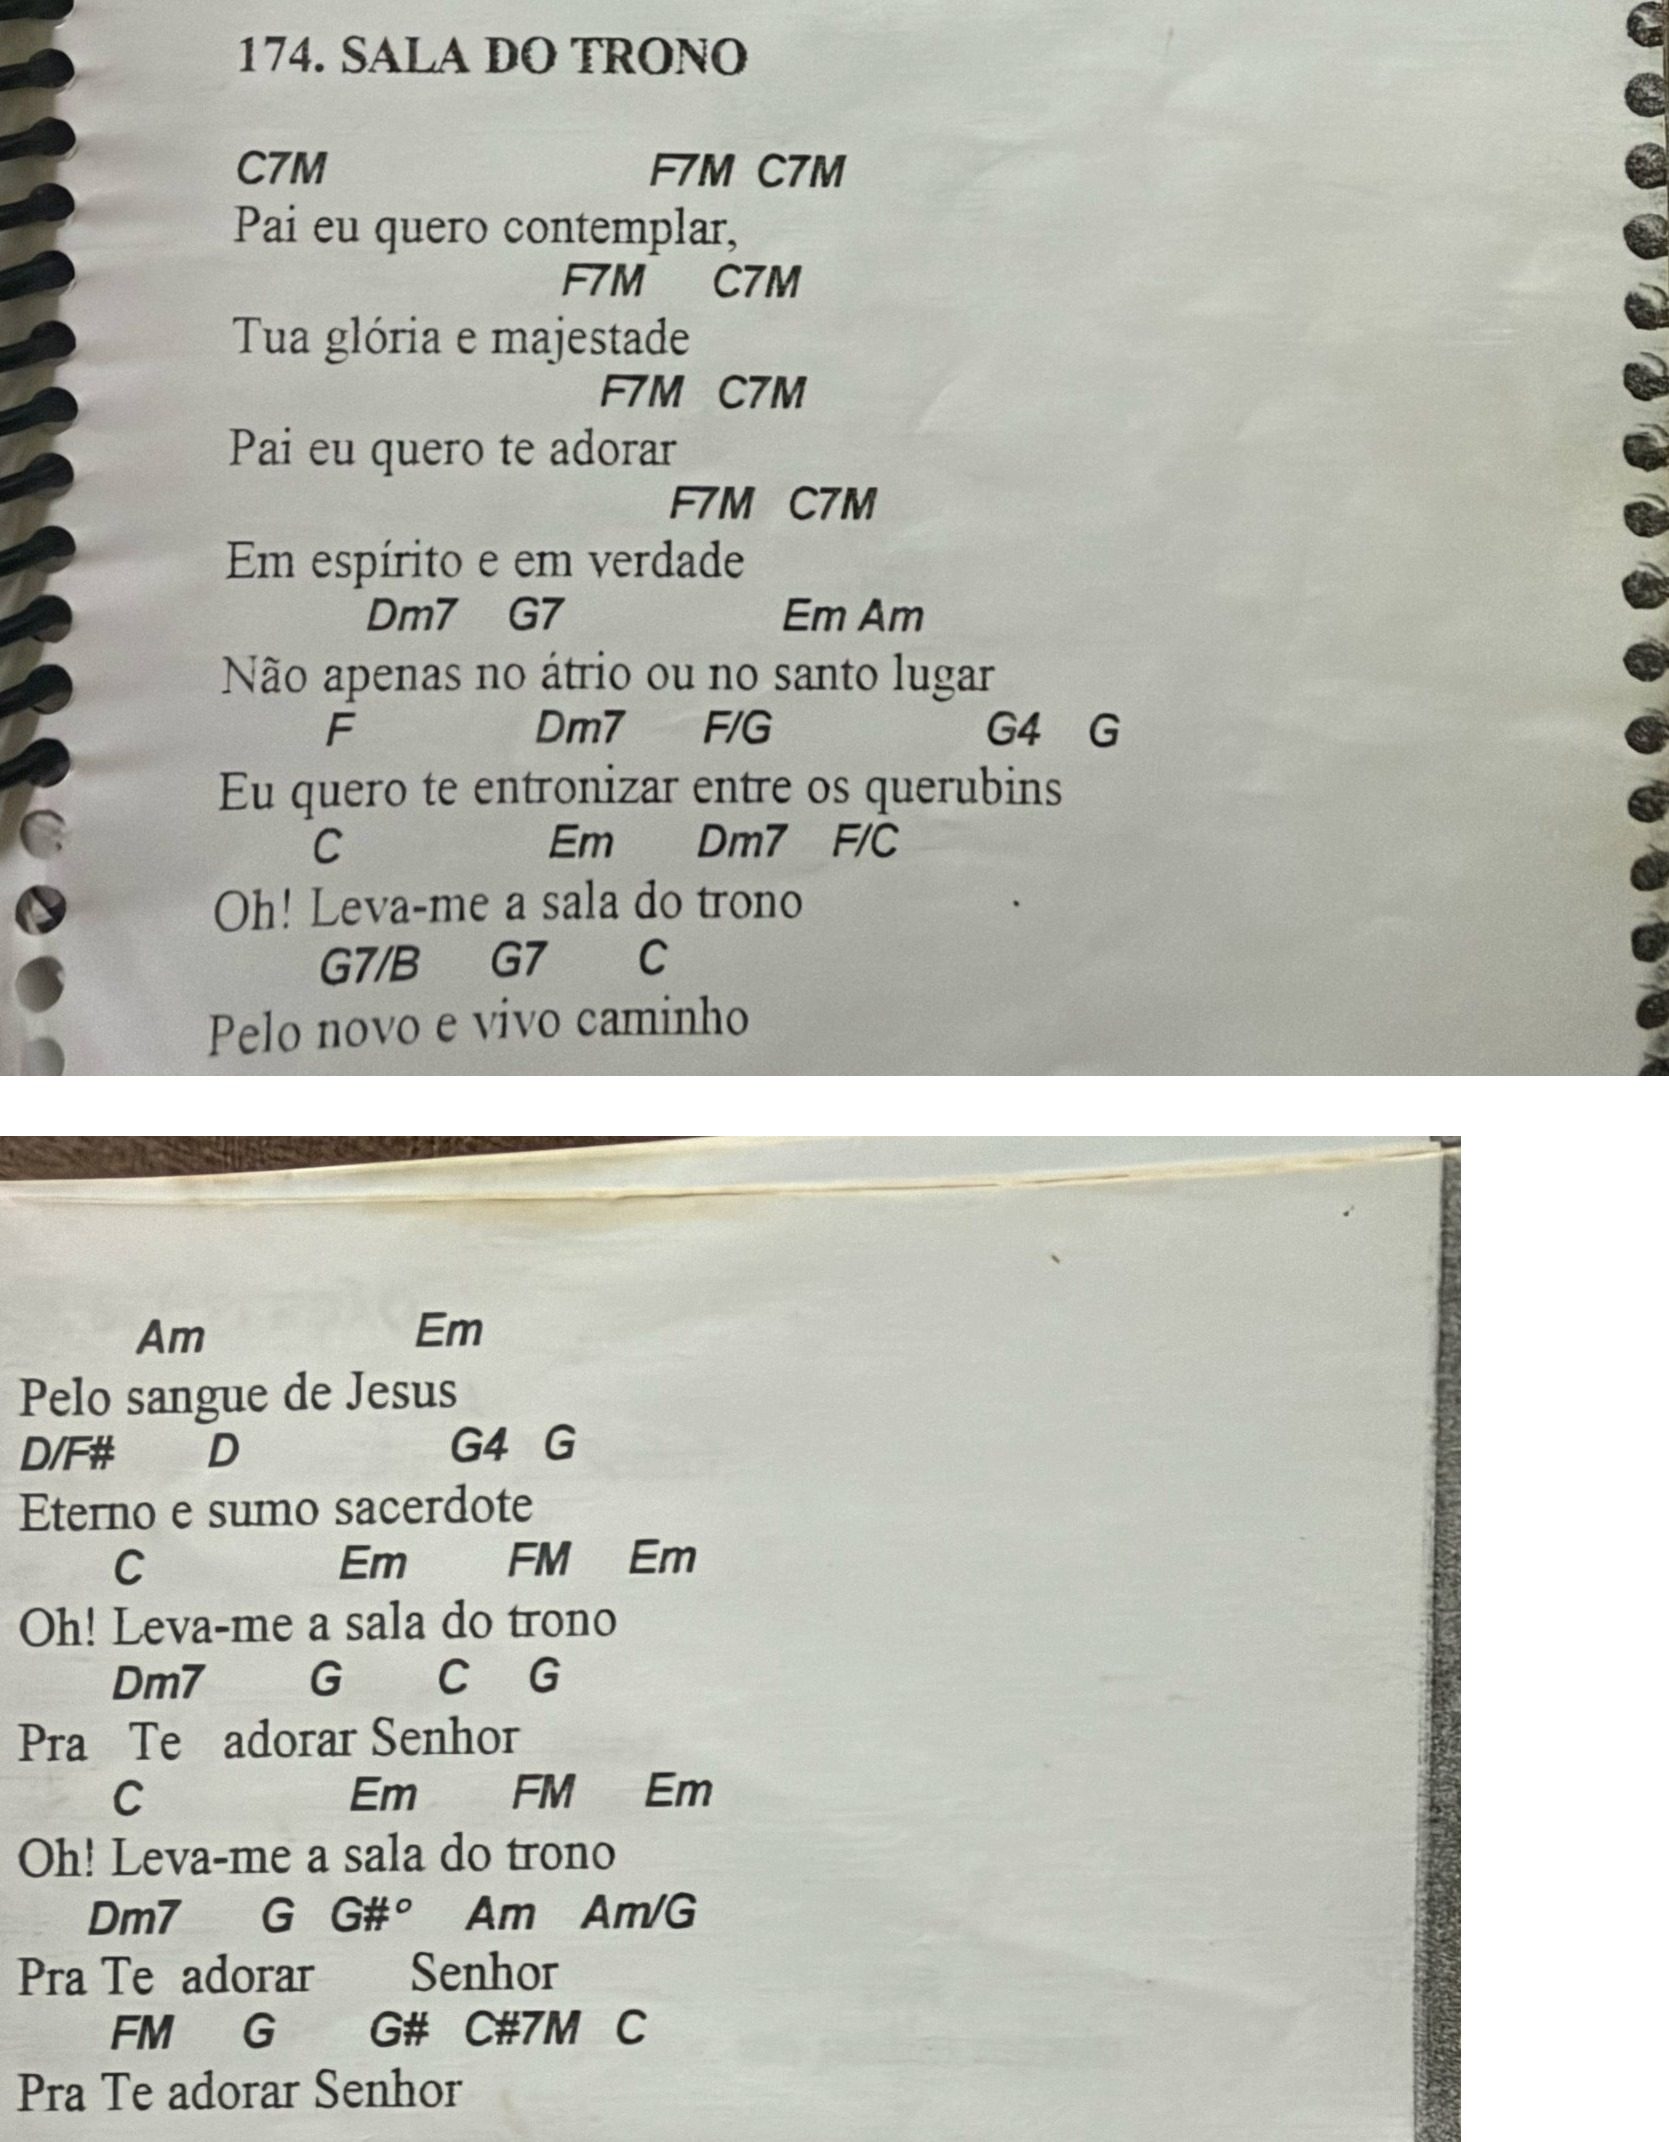 174. SALA DO TRONO
C7M F7M C7M
Pai eu quero contemplar,
F7M C7M
Tua glória e majestade
F7M C7M
Pai eu quero te adorar
F7M C7M
Em espírito e em verdade
Dm7 G7 Em Am
Não apenas no átrio ou no santo lugar
F Dm7 F/G G4 G
Eu quero te entronizar entre os querubins
C Em Dm7 F/C
Oh! Leva-me a sala do trono
G7/B G7 C
Pelo novo e vivo caminho
Am Em
Pelo sangue de Jesus
D/F# D G4 G
Eterno e sumo sacerdote
C Em FM Em
Oh! Leva-me a sala do trono
Dm7 G C G
Pra Te adorar Senhor
C Em FM Em
Oh! Leva-me a sala do trono
Dm7 G G#° Am Am/G
Pra Te adorar Senhor
FM G G# C#7M C
Pra Te adorar Senhor